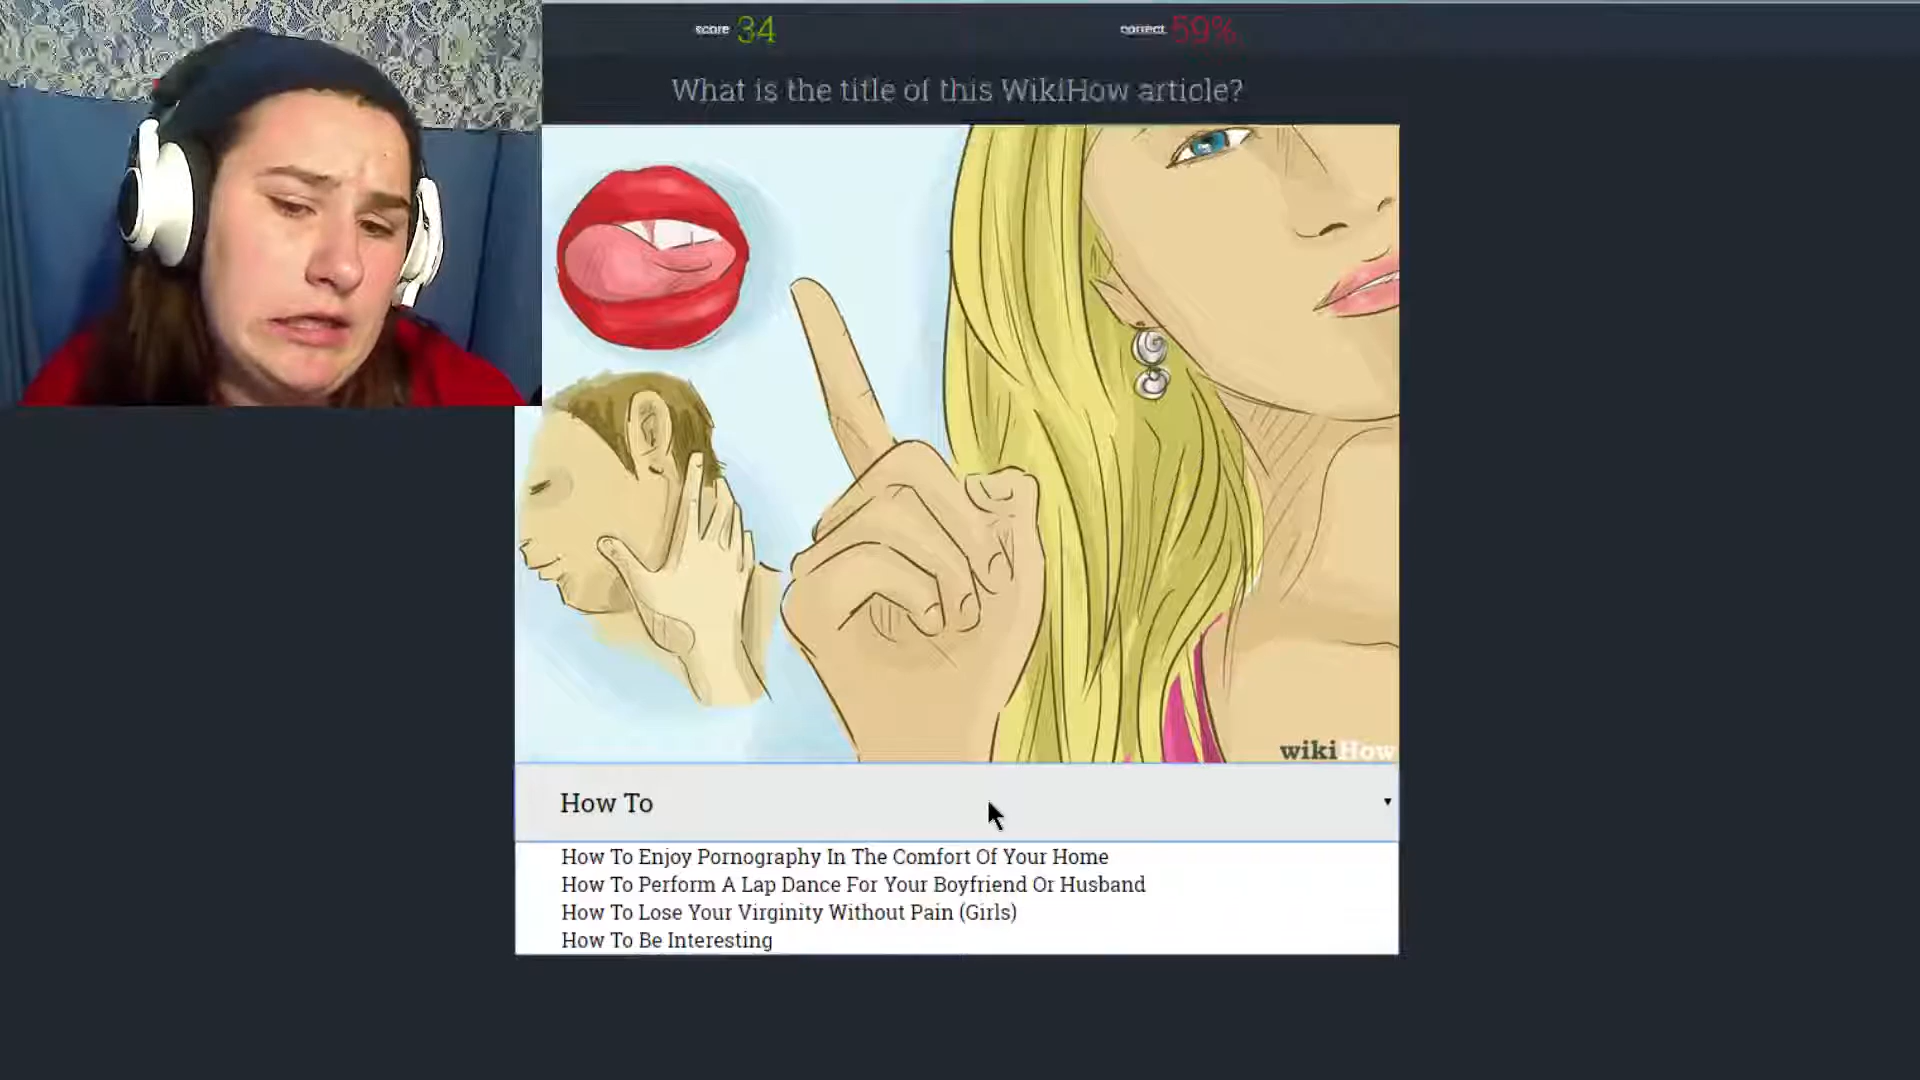 score 34
correct 59%
What is the title of this WikiHow article?
wikiHow
How To
How To Enjoy Pornography In The Comfort Of Your Home
How To Perform A Lap Dance For Your Boyfriend Or Husband
How To Lose Your Virginity Without Pain (Girls)
How To Be Interesting